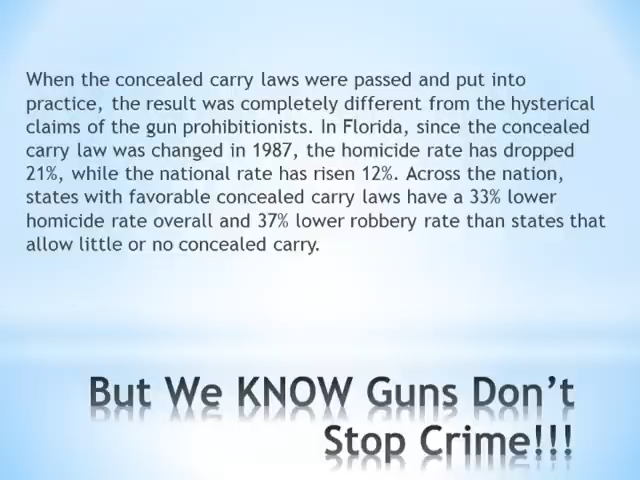 When the concealed carry laws were passed and put into
practice, the result was completely different from the hysterical
claims of the gun prohibitionists. In Florida, since the concealed
carry law was changed in 1987, the homicide rate has dropped
21%, while the national rate has risen 12%. Across the nation,
states with favorable concealed carry laws have a 33% lower
homicide rate overall and 37% lower robbery rate than states that
allow little or no concealed carry.
But We KNOW Guns Don't
Stop Crime!!!